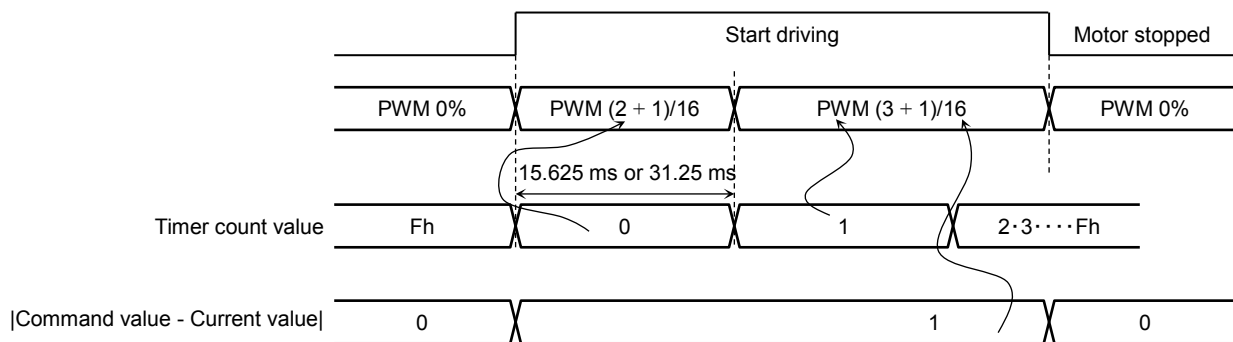 Start driving Motor stopped
PWM 0% PWM (2 + 1)/16 PWM (3 + 1)/16 PWM 0%
15.625 ms or 31.25 ms
Timer count value Fh 0 1 2･3････Fh
|Command value - Current value| 0 1 0